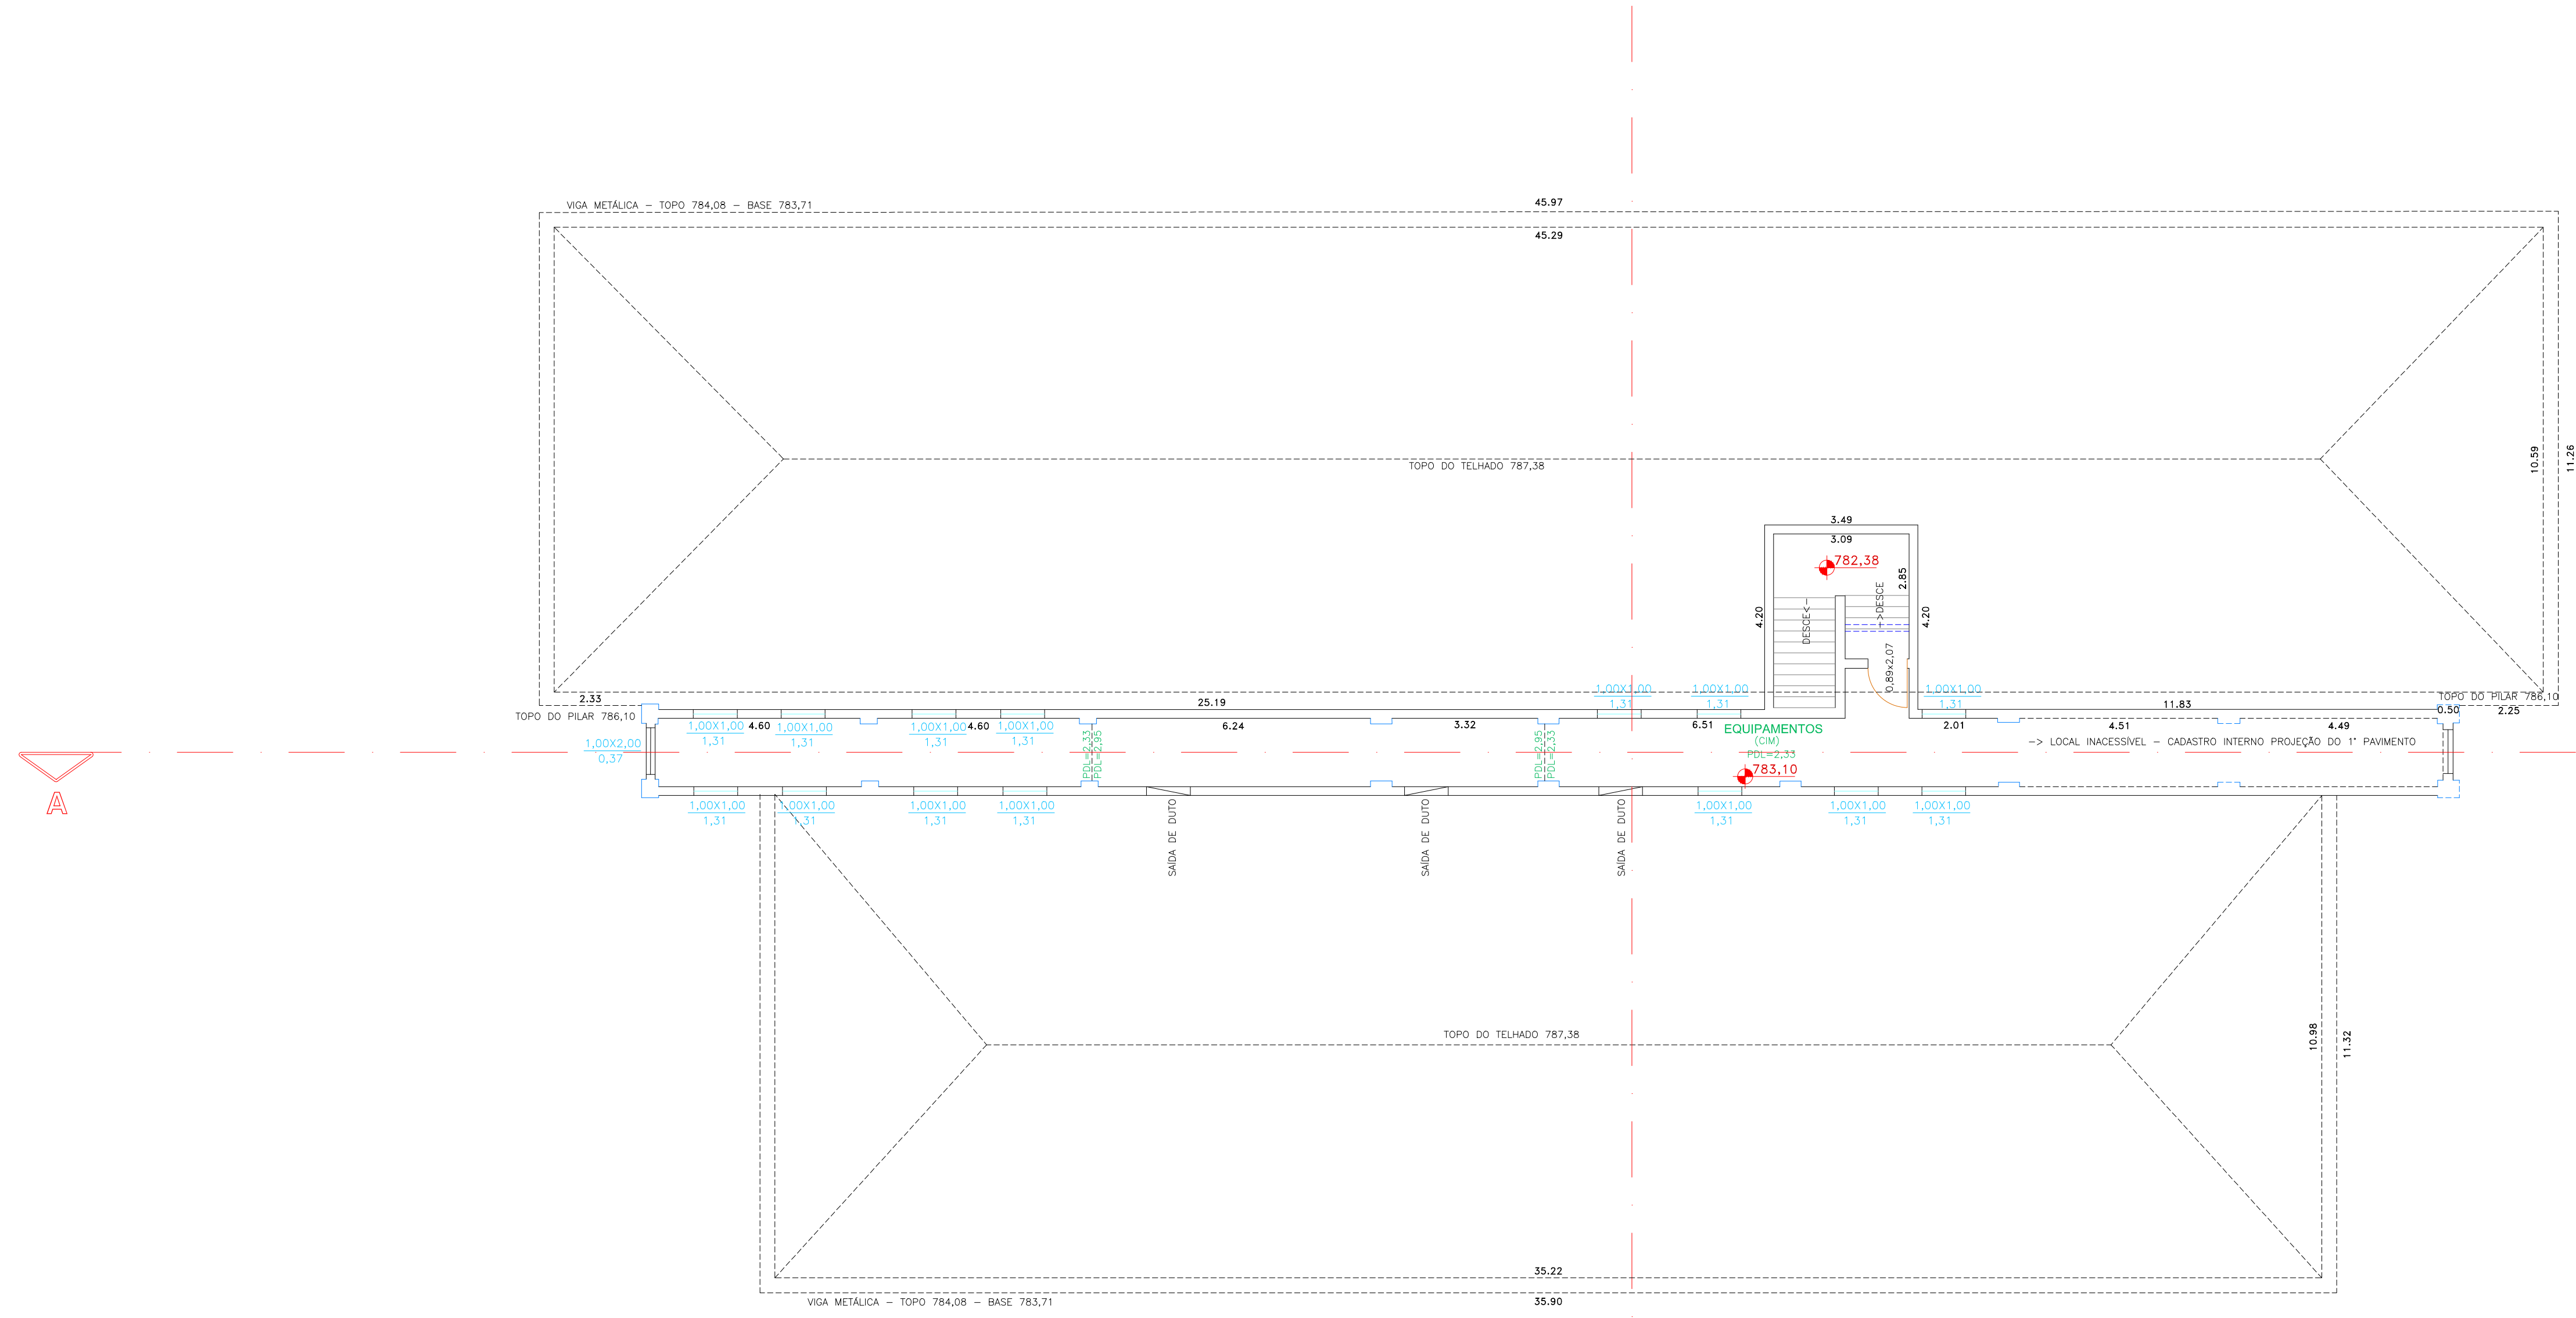 45.97
VIGA METÁLICA – TOPO 784,08 – BASE 783,71
45.29
10.59
11.26
TOPO DO TELHADO 787,38
3.49
3.09
782,38
2.85
->DESCE
DESCE<-
4.20
4.20
0.89x2.07
1,00X1,00
1,31
1,00X1,00
1,31
1,00X1,00
1,31
TOPO DO PILAR 786,10
2.33
25.19
11.83
0.50
2.25
TOPO DO PILAR 786,10
1,00X1,00
1,31
4.60
1,00X1,00
1,31
1,00X1,00
1,31
4.60
1,00X1,00
1,31
6.24
3.32
6.51
EQUIPAMENTOS
(CIM)
PDL=2,33
2.01
4.51
4.49
1,00X2,00
0,37
PDL=2,33
PDL=2,95
PDL=2,95
PDL=2,33
-> LOCAL INACESSÍVEL – CADASTRO INTERNO PROJEÇÃO DO 1° PAVIMENTO
783,10
A
1,00X1,00
1,31
1,00X1,00
1,31
1,00X1,00
1,31
1,00X1,00
1,31
SAÍDA DE DUTO
SAÍDA DE DUTO
SAÍDA DE DUTO
1,00X1,00
1,31
1,00X1,00
1,31
1,00X1,00
1,31
TOPO DO TELHADO 787,38
10.98
11.32
35.22
VIGA METÁLICA – TOPO 784,08 – BASE 783,71
35.90